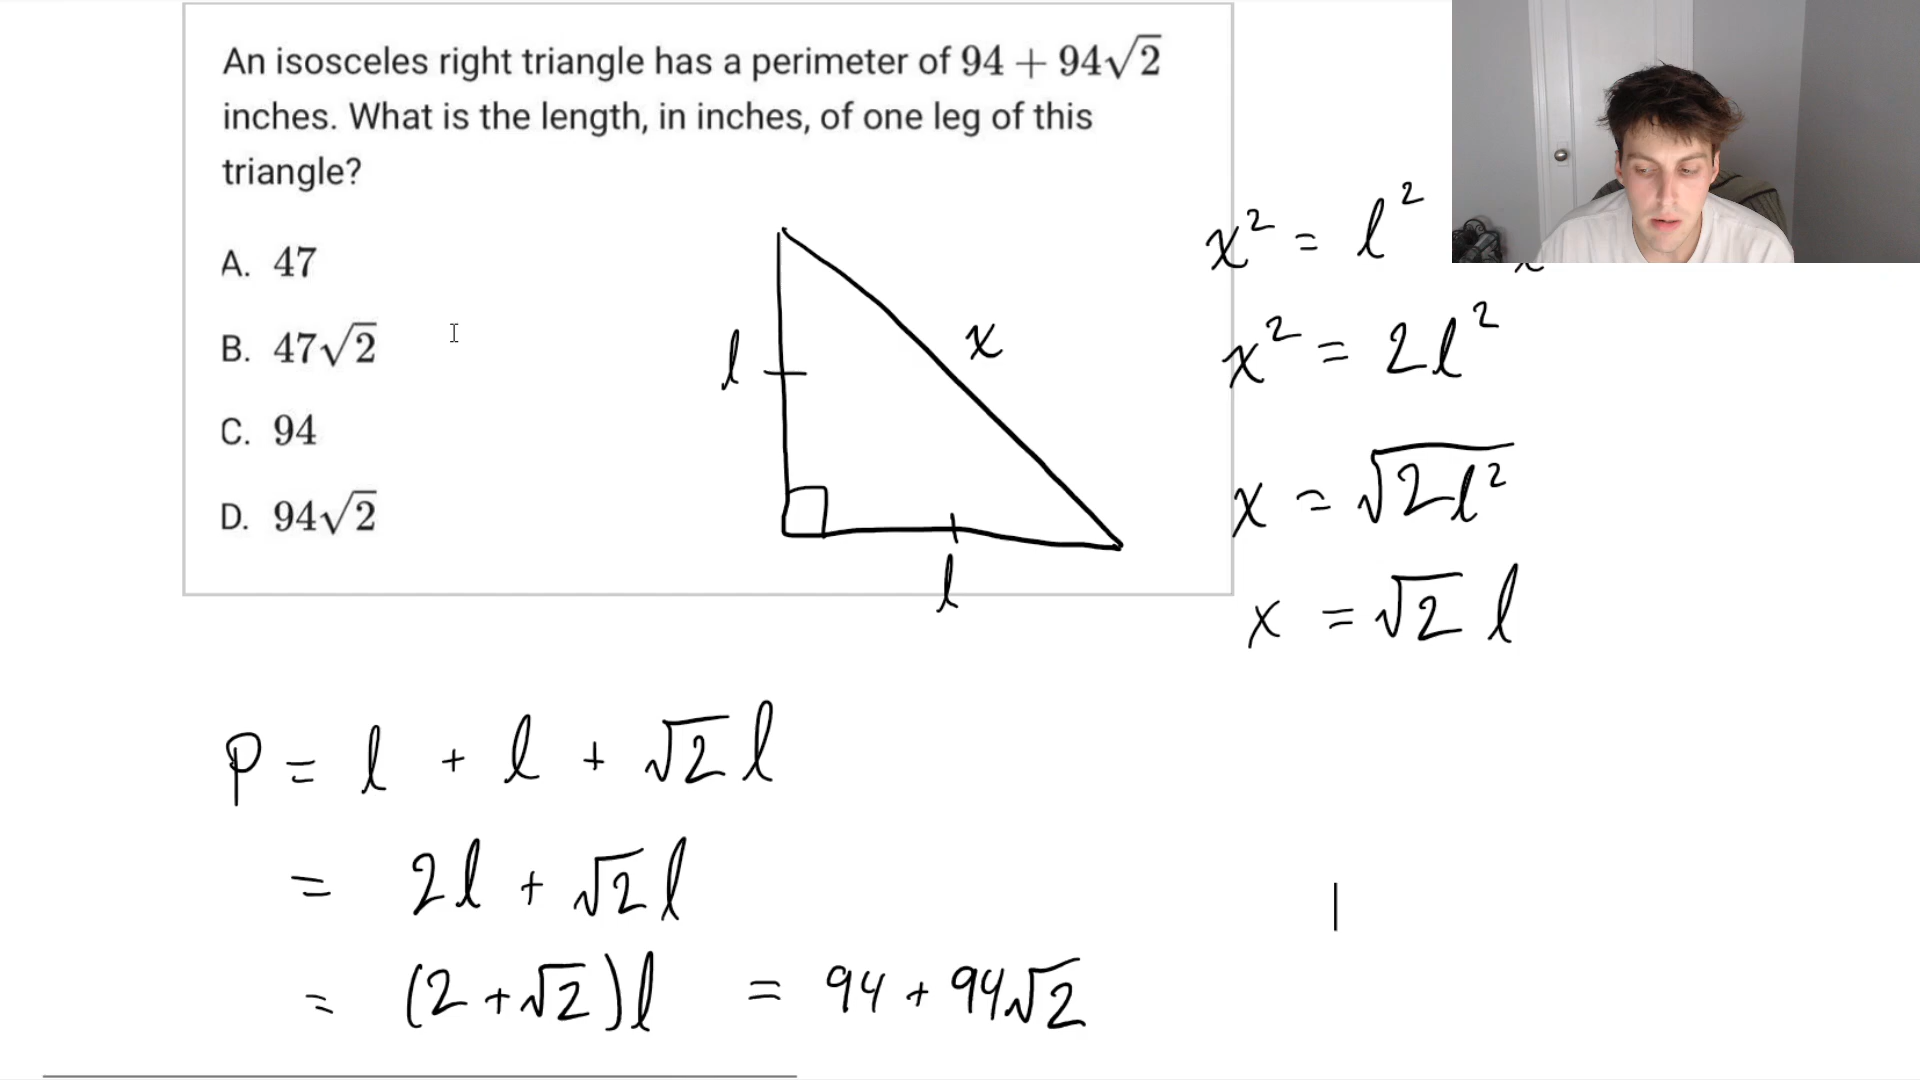 An isosceles right triangle has a perimeter of 94 + 94√2
inches. What is the length, in inches, of one leg of this
triangle?
A. 47
B. 47√2
C. 94
D. 94√2
l
x
l
x² = l²
x² = 2l²
x = √2l²
x = √2 l
P = l + l + √2 l
= 2l + √2 l
= (2 + √2) l = 94 + 94√2